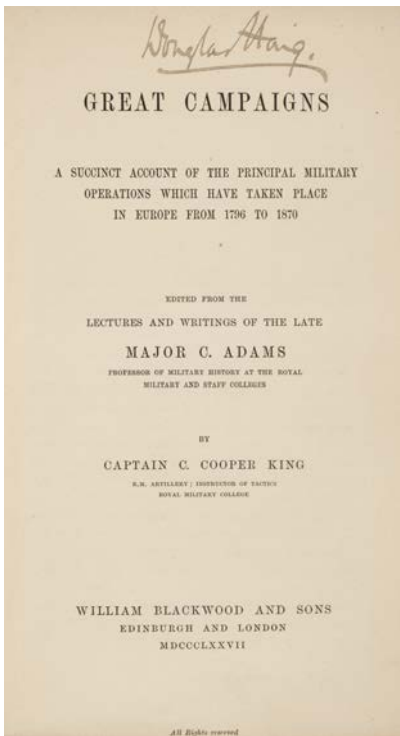 Douglas Haig.
GREAT CAMPAIGNS
A SUCCINCT ACCOUNT OF THE PRINCIPAL MILITARY
OPERATIONS WHICH HAVE TAKEN PLACE
IN EUROPE FROM 1796 TO 1870
EDITED FROM THE
LECTURES AND WRITINGS OF THE LATE
MAJOR C. ADAMS
PROFESSOR OF MILITARY HISTORY AT THE ROYAL
MILITARY AND STAFF COLLEGES
BY
CAPTAIN C. COOPER KING
R.M. ARTILLERY; INSTRUCTOR OF TACTICS
ROYAL MILITARY COLLEGE
WILLIAM BLACKWOOD AND SONS
EDINBURGH AND LONDON
MDCCCLXXVII
All Rights reserved